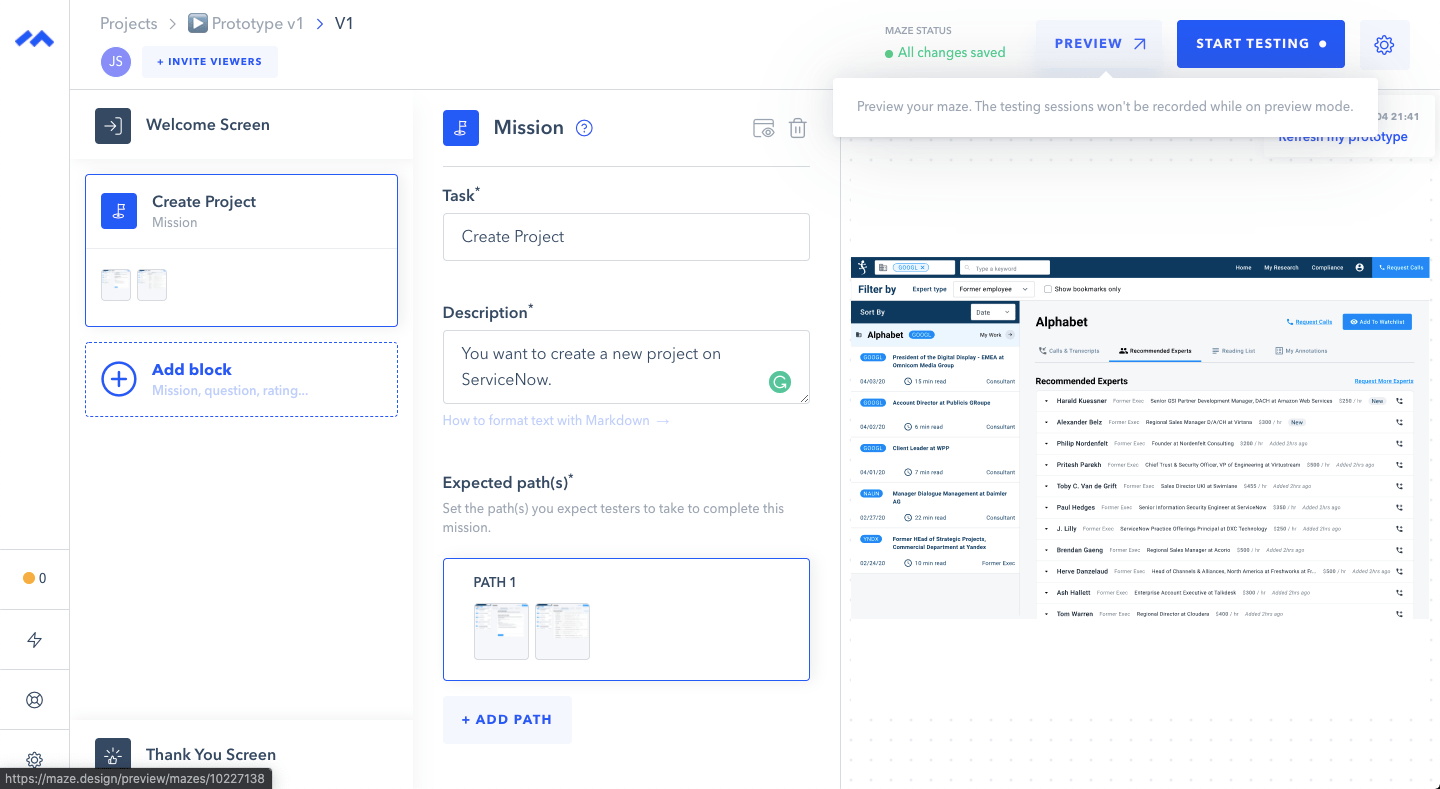 Projects > ▶ Prototype v1 > V1
JS
+ INVITE VIEWERS
MAZE STATUS
All changes saved
PREVIEW
START TESTING
Preview your maze. The testing sessions won't be recorded while on preview mode.
04 21:41
Refresh my prototype
Welcome Screen
Create Project
Mission
Add block
Mission, question, rating...
Thank You Screen
0
https://maze.design/preview/mazes/10227138
Mission ?
Task*
Create Project
Description*
You want to create a new project on
ServiceNow.
How to format text with Markdown →
Expected path(s)*
Set the path(s) you expect testers to take to complete this
mission.
PATH 1
+ ADD PATH
GOOGL ×
Type a keyword
Home
My Research
Compliance
Request Calls
Filter by
Expert type
Former employee
Show bookmarks only
Sort By
Date
Alphabet GOOGL My Work
GOOGL President of the Digital Display - EMEA at
Omnicom Media Group
04/03/20 15 min read Consultant
GOOGL Account Director at Publicis GRoupe
04/02/20 6 min read Consultant
GOOGL Client Leader at WPP
04/01/20 7 min read Consultant
NAUN Manager Dialogue Management at Daimler
AG
02/27/20 22 min read Consultant
YNDX Former HEad of Strategic Projects,
Commercial Department at Yandex
02/24/20 10 min read Former Exec
Alphabet
Request Calls
Add To Watchlist
Calls & Transcripts
Recommended Experts
Reading List
My Annotations
Recommended Experts
Request More Experts
Harald Kuessner Former Exec Senior GSI Partner Development Manager, DACH at Amazon Web Services $250 / hr New
Alexander Belz Former Exec Regional Sales Manager D/A/CH at Virtana $300 / hr New
Philip Nordenfelt Former Exec Founder at Nordenfelt Consulting $200 / hr Added 2hrs ago
Pritesh Parekh Former Exec Chief Trust & Security Officer, VP of Engineering at Virtustream $500 / hr Added 2hrs ago
Toby C. Van de Grift Former Exec Sales Director UKI at Swimlane $455 / hr Added 2hrs ago
Paul Hedges Former Exec Senior Information Security Engineer at ServiceNow $350 / hr Added 2hrs ago
J. Lilly Former Exec ServiceNow Practice Offerings Principal at DXC Technology $250 / hr Added 2hrs ago
Brendan Gaeng Former Exec Regional Sales Manager at Acorio $500 / hr Added 2hrs ago
Herve Danzelaud Former Exec Head of Channels & Alliances, North America at Freshworks at Fr... $500 / hr Added 2hrs ago
Ash Hallett Former Exec Enterprise Account Executive at Talkdesk $300 / hr Added 2hrs ago
Tom Warren Former Exec Regional Director at Cloudera $400 / hr Added 2hrs ago